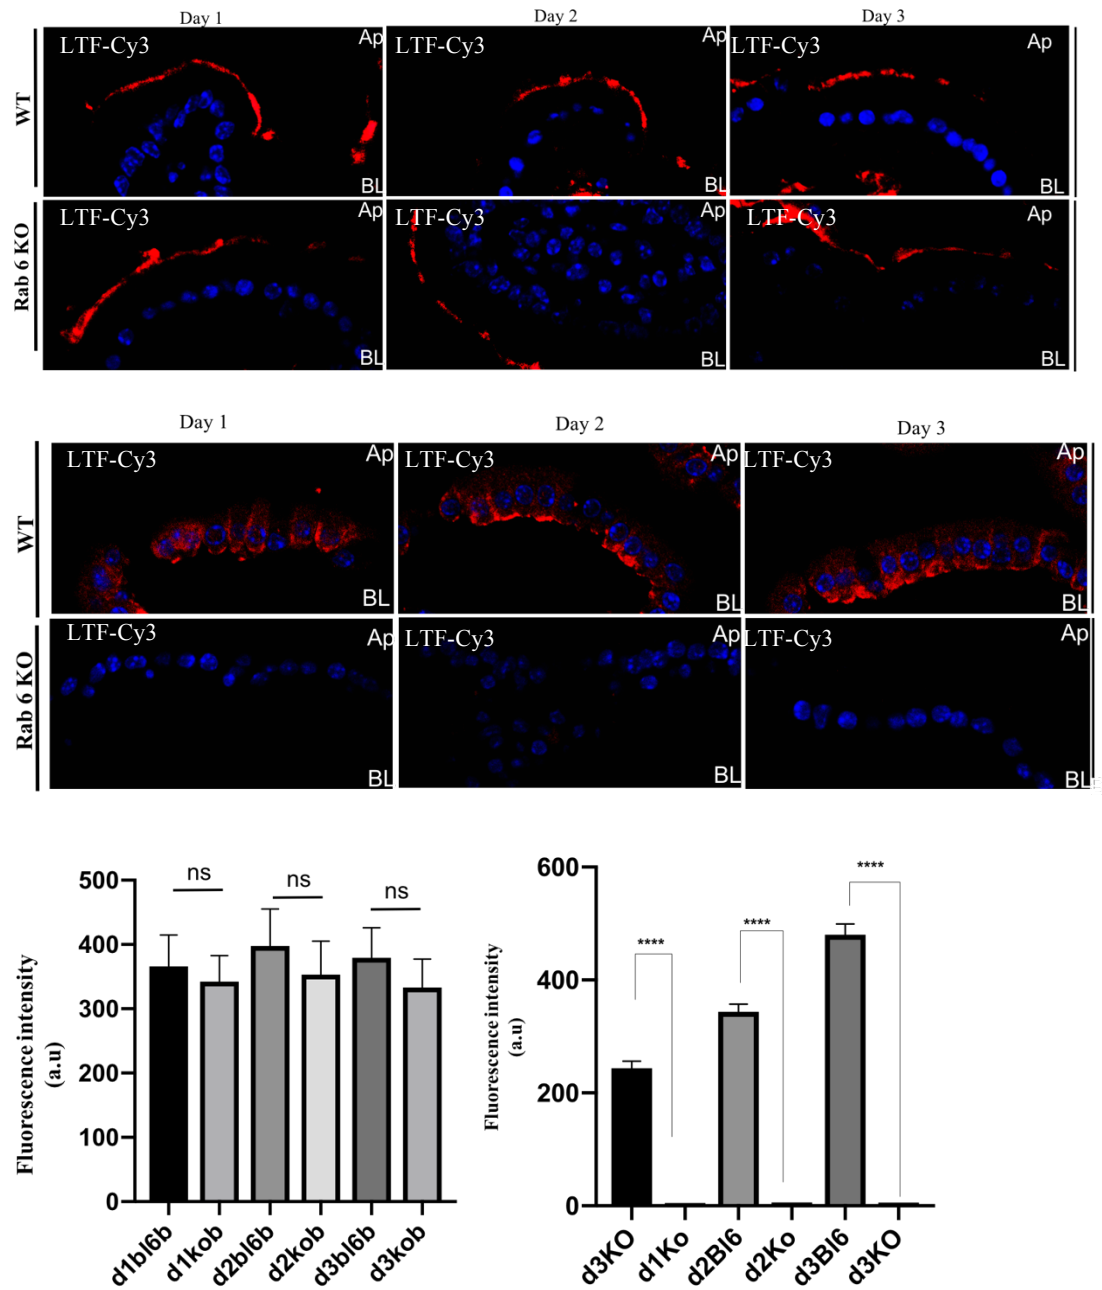 Day 1
Day 2
Day 3
WT
LTF-Cy3
Ap
LTF-Cy3
Ap
LTF-Cy3
Ap
BL
BL
BL
Rab 6 KO
LTF-Cy3
Ap
LTF-Cy3
Ap
LTF-Cy3
Ap
BL
BL
BL
Day 1
Day 2
Day 3
WT
LTF-Cy3
Ap
LTF-Cy3
Ap
LTF-Cy3
Ap
BL
BL
BL
Rab 6 KO
LTF-Cy3
Ap
LTF-Cy3
Ap
LTF-Cy3
Ap
BL
BL
BL
Fluorescence intensity
(a.u)
500
400
300
200
100
0
ns
ns
ns
d1bl6b
d1kob
d2bl6b
d2kob
d3bl6b
d3kob
Fluorescence intensity
(a.u)
600
400
200
0
****
****
****
d3KO
d1Ko
d2Bl6
d2Ko
d3Bl6
d3KO